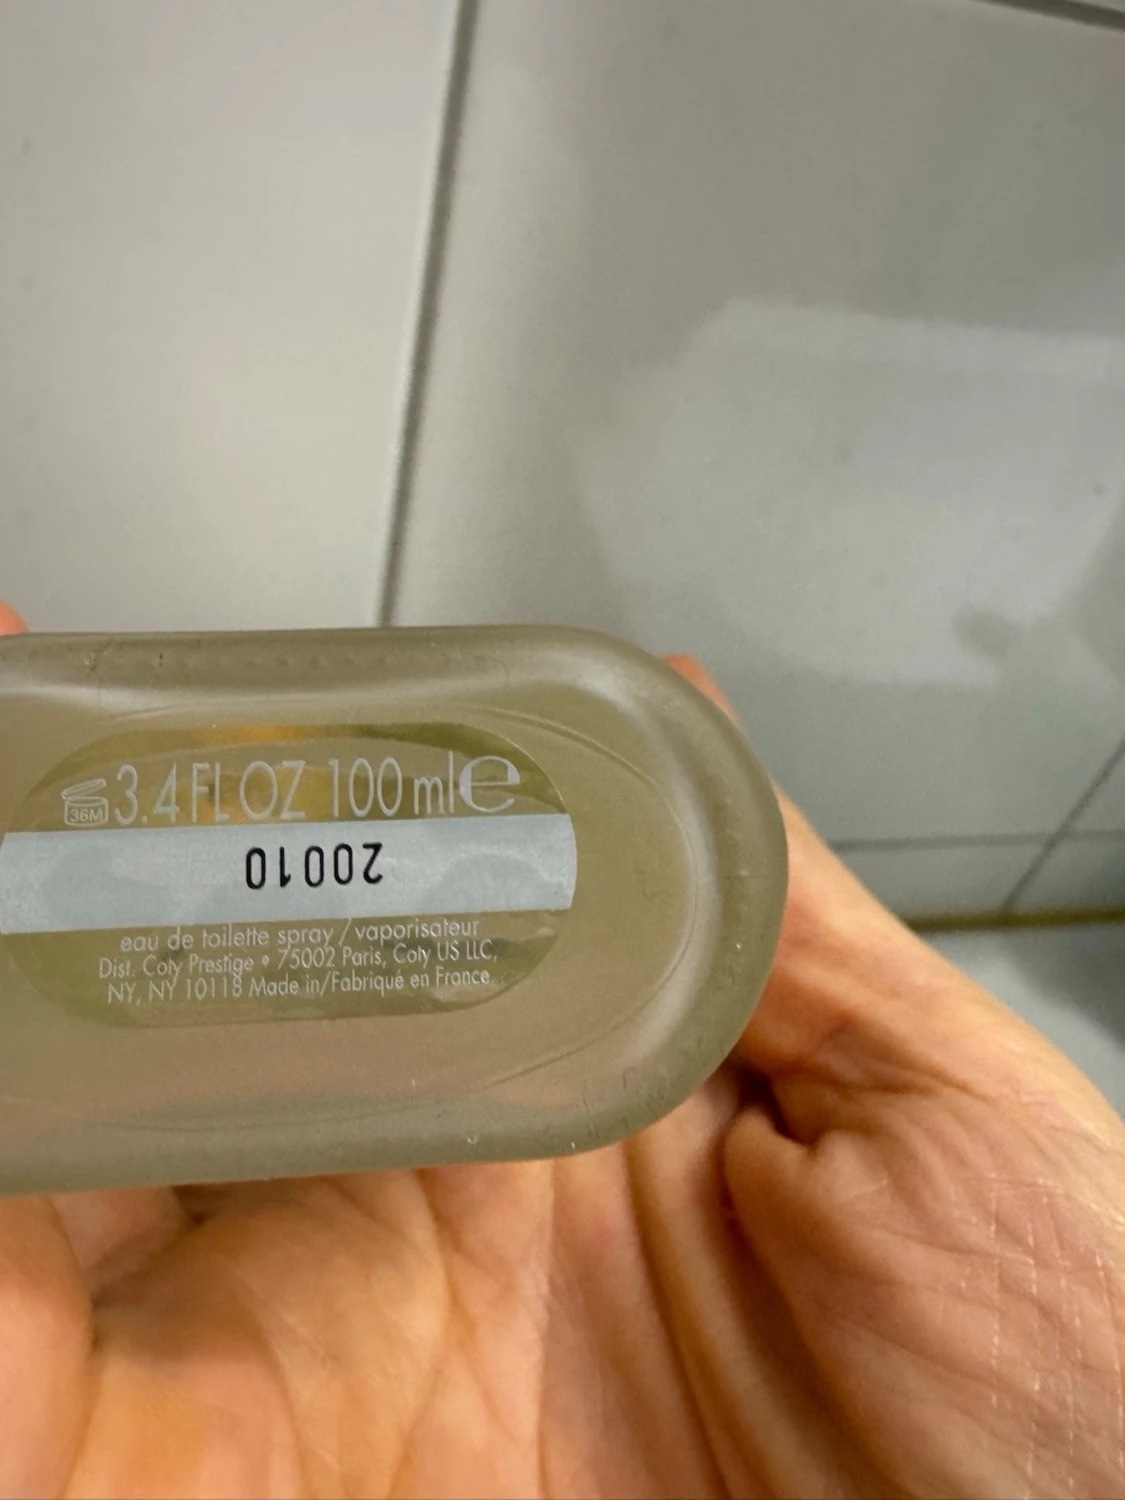 36M 3.4 FL OZ 100 ml e
20010
eau de toilette spray / vaporisateur
Dist. Coty Prestige • 75002 Paris, Coty US LLC,
NY, NY 10118 Made in/Fabriqué en France